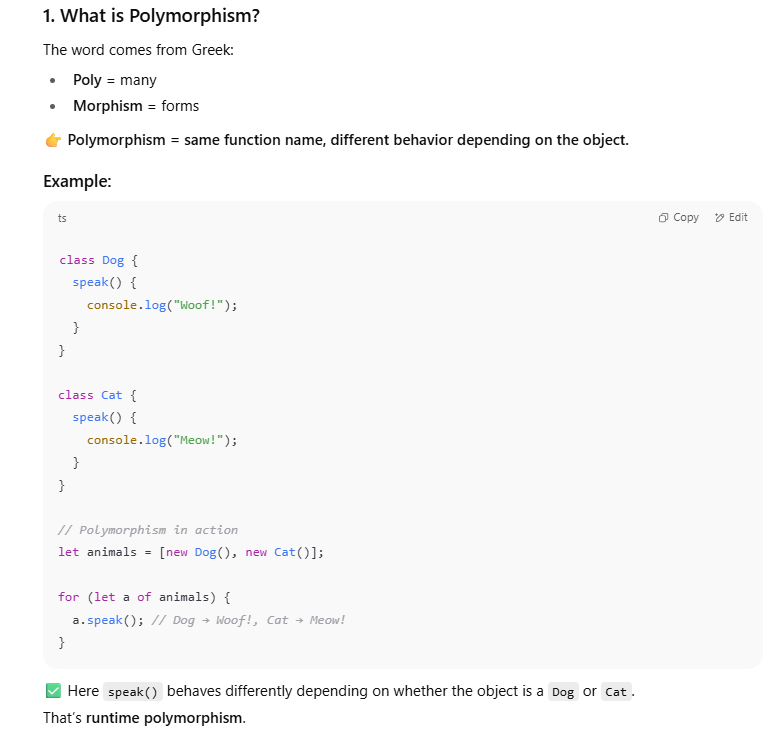 1. What is Polymorphism?
The word comes from Greek:
• Poly = many
• Morphism = forms
👉 Polymorphism = same function name, different behavior depending on the object.
Example:
ts Copy Edit
class Dog {
  speak() {
    console.log("Woof!");
  }
}
class Cat {
  speak() {
    console.log("Meow!");
  }
}
// Polymorphism in action
let animals = [new Dog(), new Cat()];
for (let a of animals) {
  a.speak(); // Dog → Woof!, Cat → Meow!
}
✅ Here speak() behaves differently depending on whether the object is a Dog or Cat.
That’s runtime polymorphism.